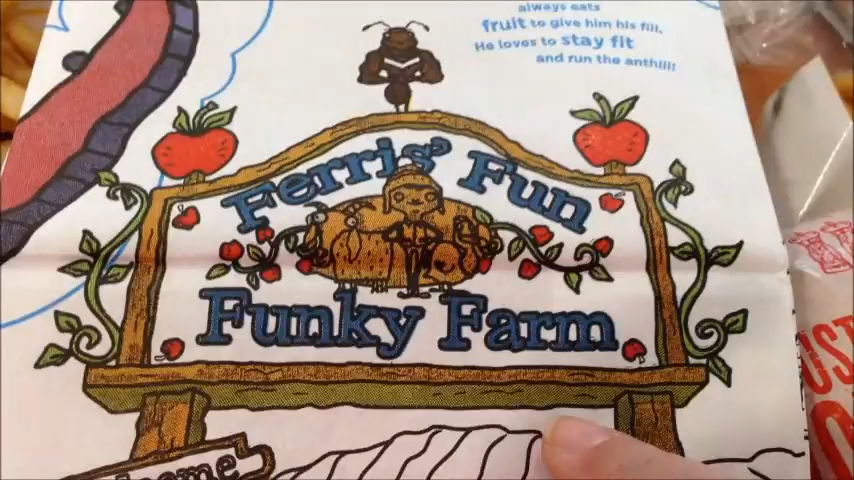 always eats
fruit to give him his fill.
He loves to stay fit
and run the anthill!
Ferris' Fun
Funky Farm